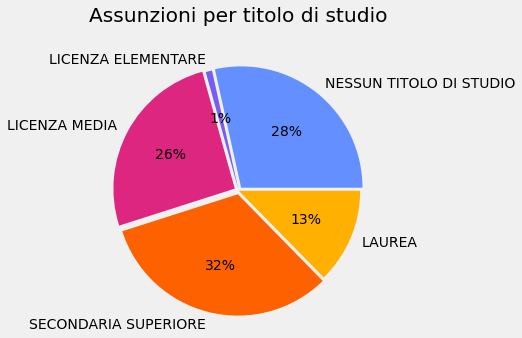 Assunzioni per titolo di studio
LICENZA ELEMENTARE
NESSUN TITOLO DI STUDIO
1%
28%
LICENZA MEDIA
26%
13%
LAUREA
32%
SECONDARIA SUPERIORE